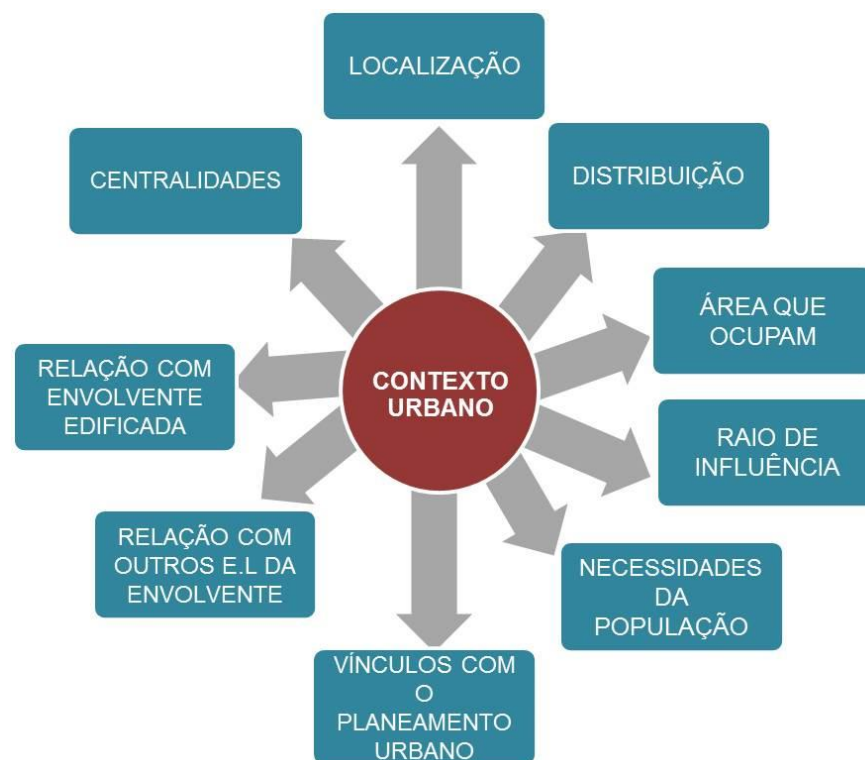 LOCALIZAÇÃO
CENTRALIDADES
DISTRIBUIÇÃO
ÁREA QUE
OCUPAM
RELAÇÃO COM
ENVOLVENTE
EDIFICADA
CONTEXTO
URBANO
RAIO DE
INFLUÊNCIA
RELAÇÃO COM
OUTROS E.L DA
ENVOLVENTE
NECESSIDADES
DA
POPULAÇÃO
VÍNCULOS COM
O
PLANEAMENTO
URBANO